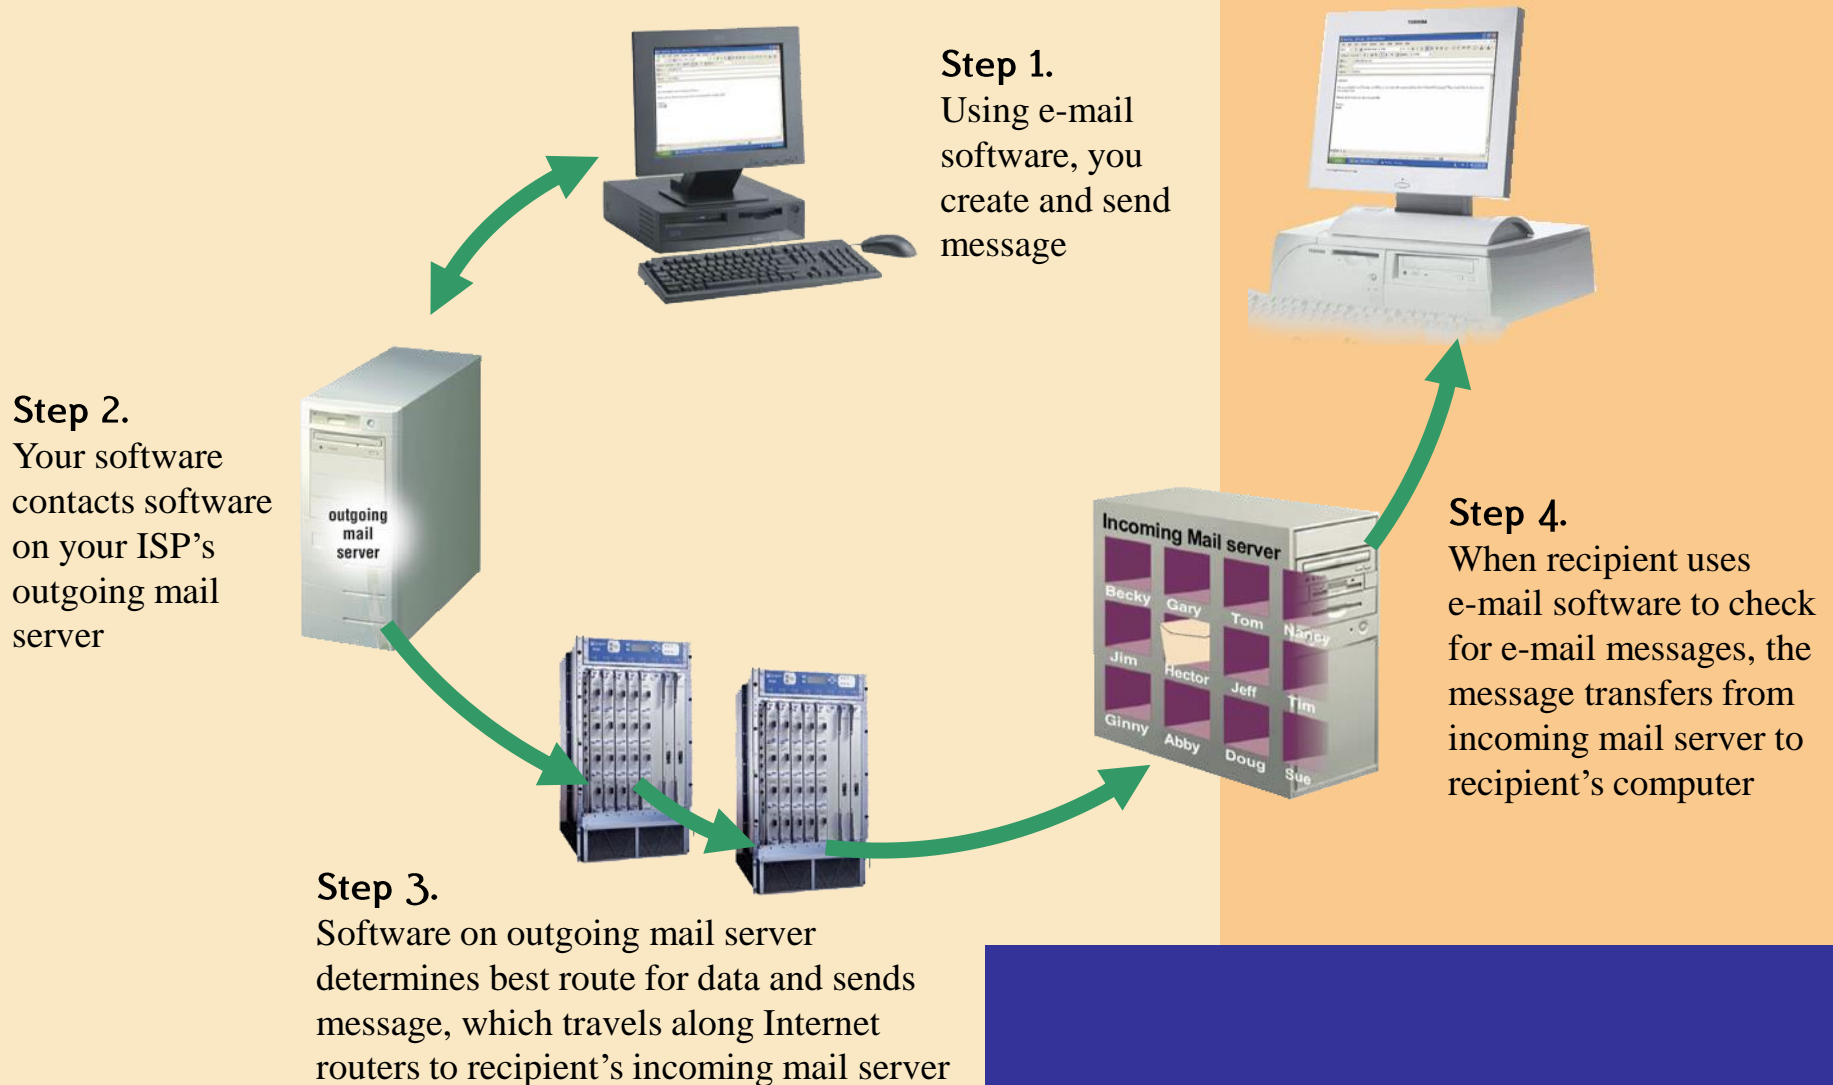 Step 1.
Using e-mail
software, you
create and send
message
TOSHIBA
Step 2.
Your software
contacts software
on your ISP’s
outgoing mail
server
outgoing
mail
server
Step 3.
Software on outgoing mail server
determines best route for data and sends
message, which travels along Internet
routers to recipient’s incoming mail server
Incoming Mail server
Becky Gary Tom Nancy
Jim Hector Jeff Tim
Ginny Abby Doug Sue
Step 4.
When recipient uses
e-mail software to check
for e-mail messages, the
message transfers from
incoming mail server to
recipient’s computer